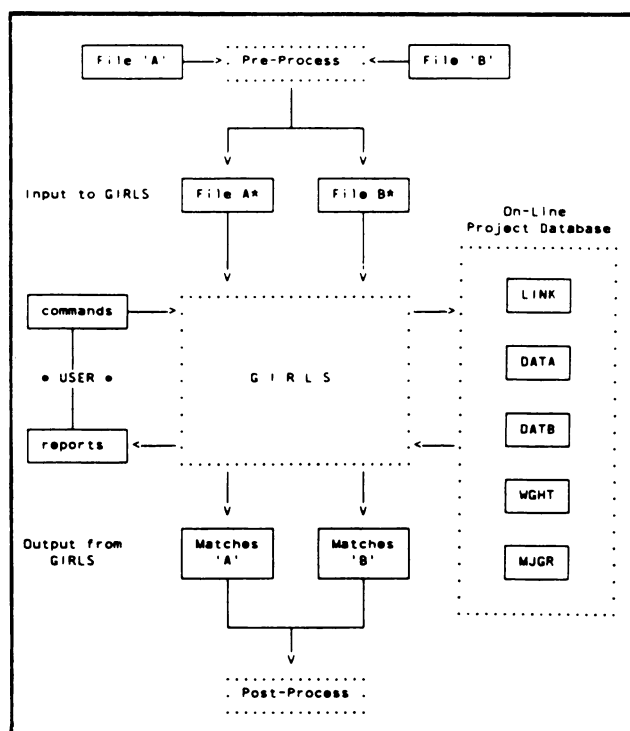 File 'A'
Pre-Process
File 'B'
Input to GIRLS
File A*
File B*
On-Line
Project Database
commands
• USER •
reports
G I R L S
LINK
DATA
DATB
WGHT
MJGR
Output from
GIRLS
Matches
'A'
Matches
'B'
Post-Process